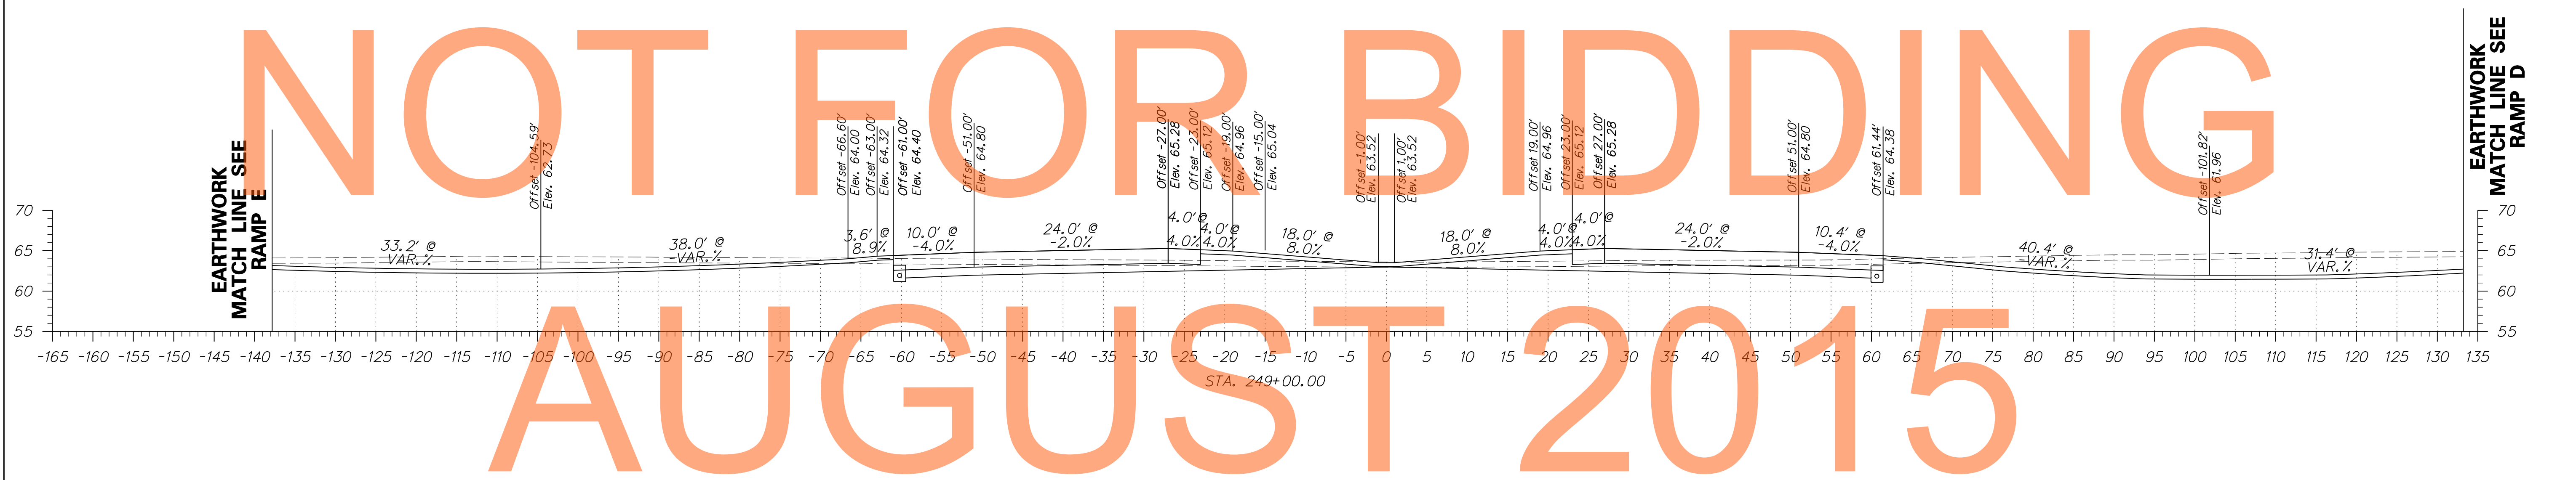 NOT FOR BIDDING
AUGUST 2015
EARTHWORK
MATCH LINE SEE
RAMP E
EARTHWORK
MATCH LINE SEE
RAMP D
Offset -104.59'
Elev. 62.73
Offset -66.60'
Elev. 64.00
Offset -63.00'
Elev. 64.32
Offset -61.00'
Elev. 64.40
Offset -51.00'
Elev. 64.80
Offset -27.00'
Elev. 65.28
Offset -23.00'
Elev. 65.12
Offset -19.00'
Elev. 64.96
Offset -15.00'
Elev. 65.04
Offset -1.00'
Elev. 63.52
Offset 1.00'
Elev. 63.52
Offset 19.00'
Elev. 64.96
Offset 23.00'
Elev. 65.12
Offset 27.00'
Elev. 65.28
Offset 51.00'
Elev. 64.80
Offset 61.44'
Elev. 64.38
Offset -101.82'
Elev. 61.96
33.2' @
VAR.%
38.0' @
-VAR.%
3.6' @
8.9%
10.0' @
-4.0%
24.0' @
-2.0%
4.0' @
4.0%
4.0' @
4.0%
18.0' @
8.0%
18.0' @
8.0%
4.0' @
4.0%
4.0' @
4.0%
24.0' @
-2.0%
10.4' @
-4.0%
40.4' @
-VAR.%
31.4' @
VAR.%
70
65
60
55
70
65
60
55
-165 -160 -155 -150 -145 -140 -135 -130 -125 -120 -115 -110 -105 -100 -95 -90 -85 -80 -75 -70 -65 -60 -55 -50 -45 -40 -35 -30 -25 -20 -15 -10 -5 0 5 10 15 20 25 30 35 40 45 50 55 60 65 70 75 80 85 90 95 100 105 110 115 120 125 130 135
STA. 249+00.00